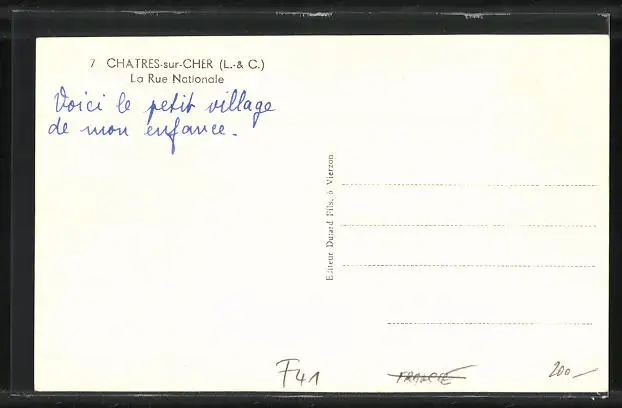 7 CHATRES-sur-CHER (L.-& C.)
La Rue Nationale
Voici le petit village
de mon enfance.
Editeur Durand Fils, à Vierzon
F41
FRANCE
200.—